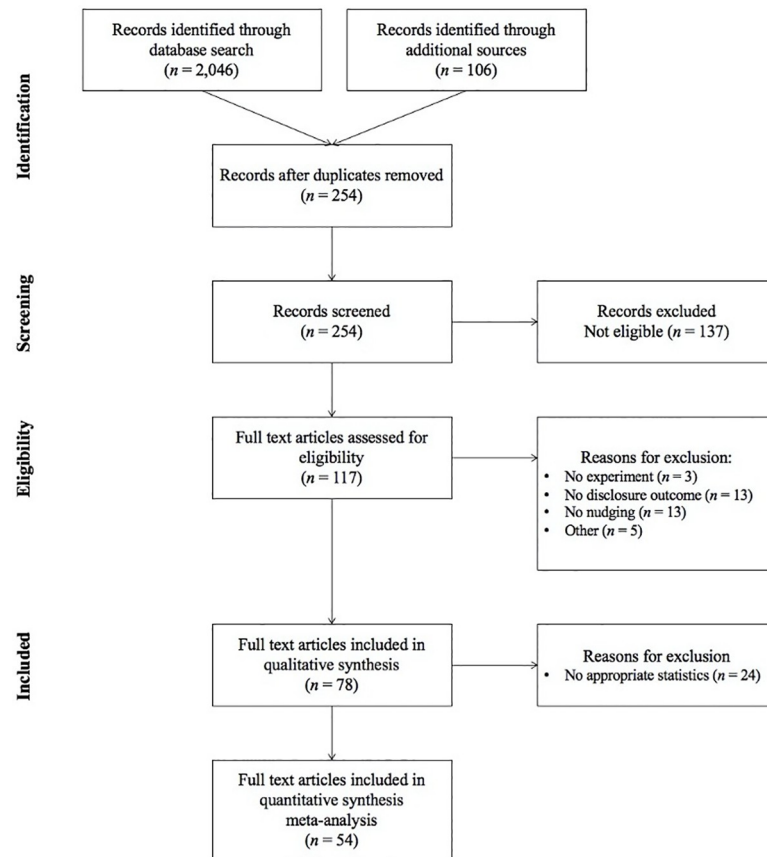 Identification
Records identified through
database search
(n = 2,046)
Records identified through
additional sources
(n = 106)
Records after duplicates removed
(n = 254)
Screening
Records screened
(n = 254)
Records excluded
Not eligible (n = 137)
Eligibility
Full text articles assessed for
eligibility
(n = 117)
Reasons for exclusion:
• No experiment (n = 3)
• No disclosure outcome (n = 13)
• No nudging (n = 13)
• Other (n = 5)
Included
Full text articles included in
qualitative synthesis
(n = 78)
Reasons for exclusion
• No appropriate statistics (n = 24)
Full text articles included in
quantitative synthesis
meta-analysis
(n = 54)